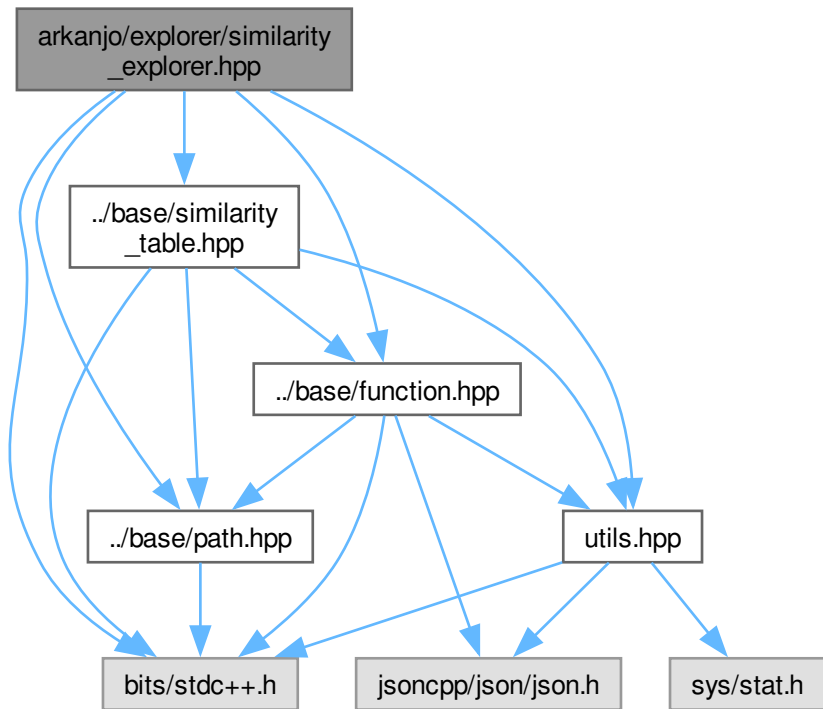 arkanjo/explorer/similarity
_explorer.hpp
../base/similarity
_table.hpp
../base/function.hpp
../base/path.hpp
utils.hpp
bits/stdc++.h
jsoncpp/json/json.h
sys/stat.h